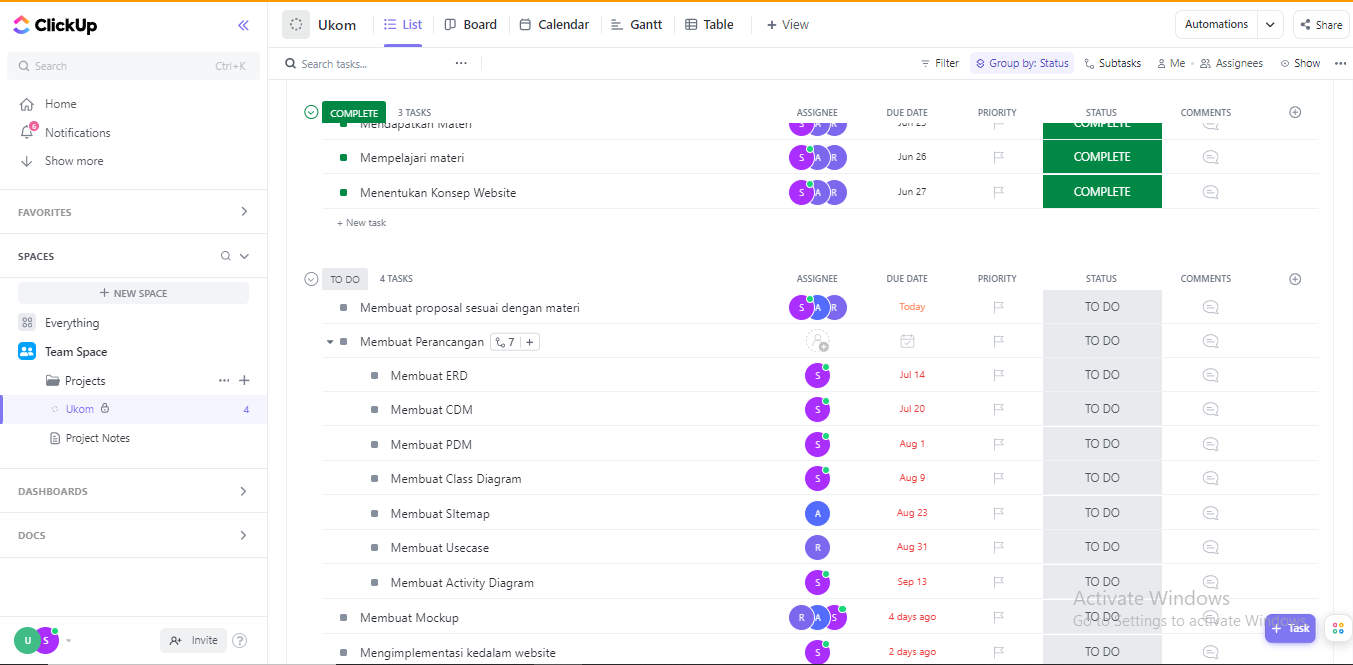 ClickUp
Ukom List Board Calendar Gantt Table + View Automations Share
Search Ctrl+K
Search tasks... Filter Group by: Status Subtasks Me Assignees Show
Home
Notifications 6
Show more
FAVORITES
SPACES
+ NEW SPACE
Everything
Team Space
Projects
Ukom 4
Project Notes
DASHBOARDS
DOCS
U S Invite ?
COMPLETE 3 TASKS ASSIGNEE DUE DATE PRIORITY STATUS COMMENTS
Mendapatkan Materi S A R Jun 25 COMPLETE
Mempelajari materi S A R Jun 26 COMPLETE
Menentukan Konsep Website S A R Jun 27 COMPLETE
+ New task
TO DO 4 TASKS ASSIGNEE DUE DATE PRIORITY STATUS COMMENTS
Membuat proposal sesuai dengan materi S A R Today TO DO
Membuat Perancangan 7 + TO DO
Membuat ERD S Jul 14 TO DO
Membuat CDM S Jul 20 TO DO
Membuat PDM S Aug 1 TO DO
Membuat Class Diagram S Aug 9 TO DO
Membuat SItemap A Aug 23 TO DO
Membuat Usecase R Aug 31 TO DO
Membuat Activity Diagram S Sep 13 TO DO
Membuat Mockup R A S 4 days ago TO DO
Mengimplementasi kedalam website S 2 days ago TO DO
Activate Windows
Go to Settings to activate Windows.
+ Task